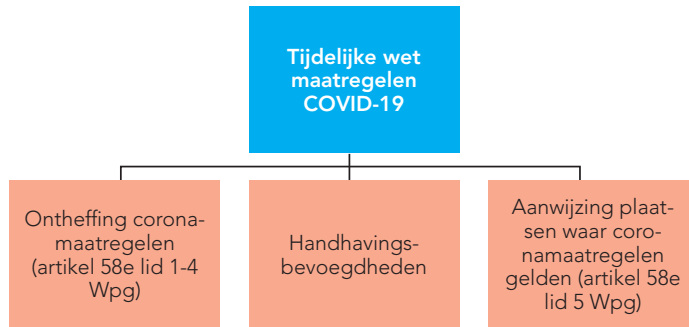 Tijdelijke wet
maatregelen
COVID-19
Ontheffing corona-
maatregelen
(artikel 58e lid 1-4
Wpg)
Handhavings-
bevoegdheden
Aanwijzing plaat-
sen waar coro-
namaatregelen
gelden (artikel 58e
lid 5 Wpg)